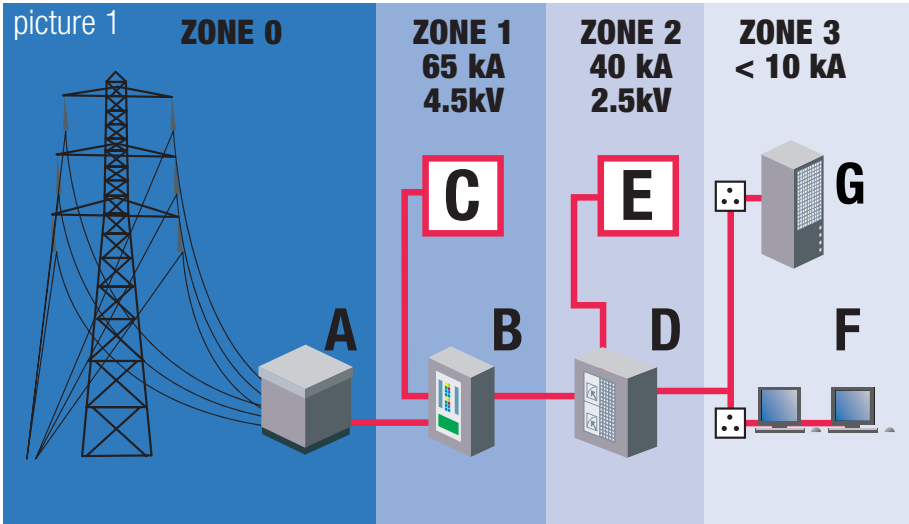 picture 1
ZONE 0
ZONE 1
65 kA
4.5kV
ZONE 2
40 kA
2.5kV
ZONE 3
< 10 kA
C
E
G
A
B
D
F